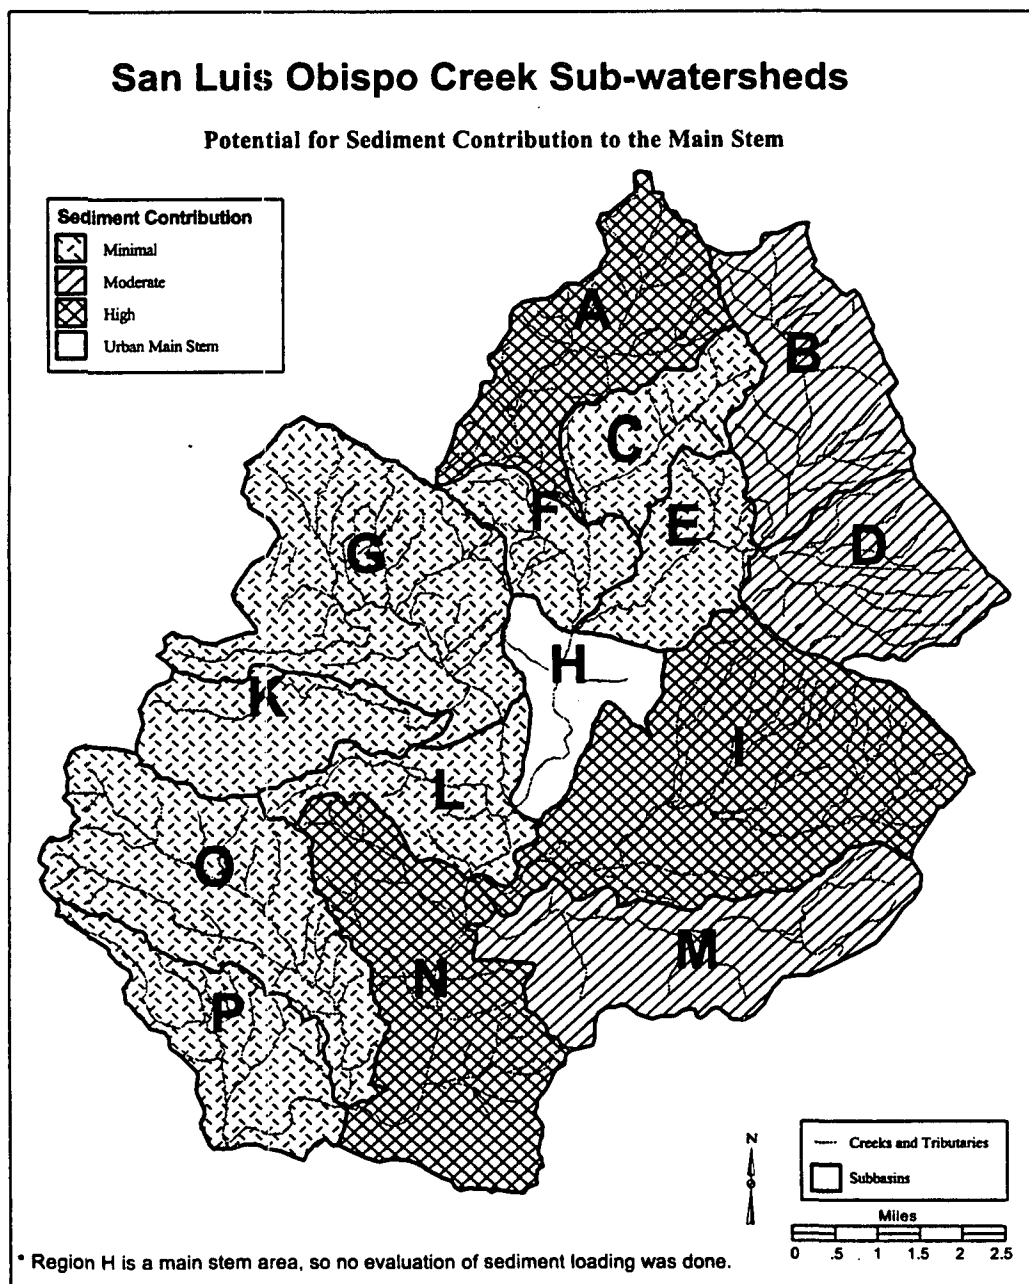 San Luis Obispo Creek Sub-watersheds
Potential for Sediment Contribution to the Main Stem
Sediment Contribution
Minimal
Moderate
High
Urban Main Stem
A
B
C
F
E
G
D
H
K
I
L
O
M
N
P
N
Creeks and Tributaries
Subbasins
Miles
0 .5 1 1.5 2 2.5
* Region H is a main stem area, so no evaluation of sediment loading was done.